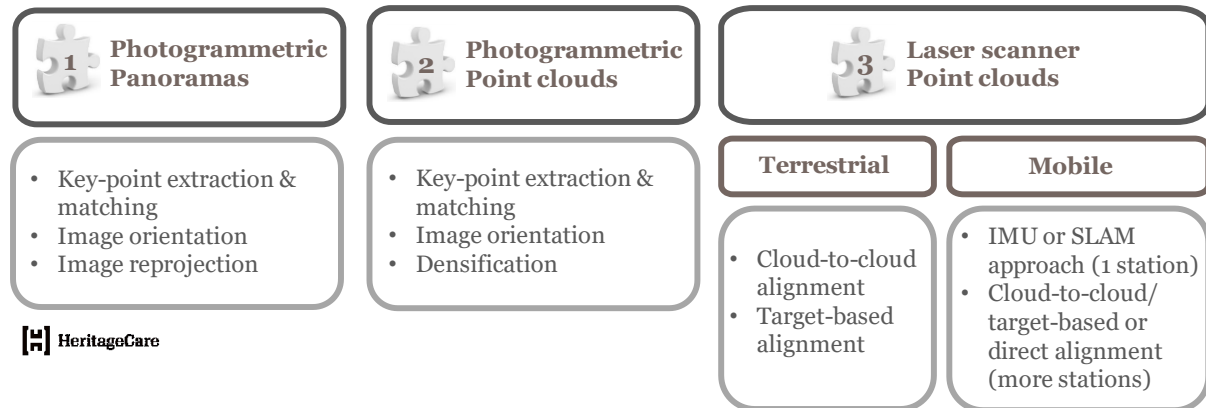 1
Photogrammetric
Panoramas
• Key-point extraction &
matching
• Image orientation
• Image reprojection
2
Photogrammetric
Point clouds
• Key-point extraction &
matching
• Image orientation
• Densification
3
Laser scanner
Point clouds
Terrestrial
• Cloud-to-cloud
alignment
• Target-based
alignment
Mobile
• IMU or SLAM
approach (1 station)
• Cloud-to-cloud/
target-based or
direct alignment
(more stations)
HeritageCare